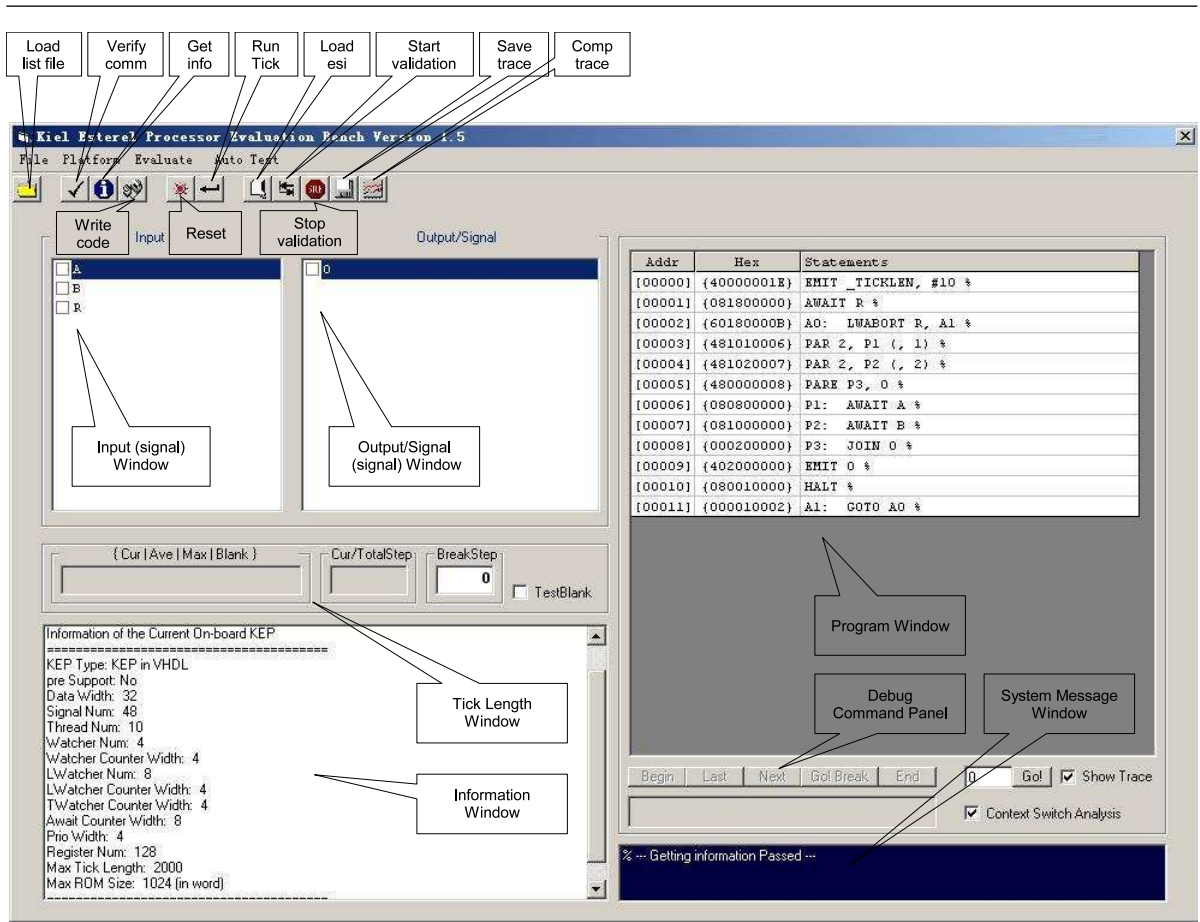 Load
list file
Verify
comm
Get
info
Run
Tick
Load
esi
Start
validation
Save
trace
Comp
trace
Kiel Esterel Processor Evaluation Bench Version 1.5
File Platform Evaluate Auto Test
STOP
Write
code
Reset
Stop
validation
Input
Output/Signal
A
B
R
O
Input (signal)
Window
Output/Signal
(signal) Window
Addr Hex Statements
[00000] {40000001E} EMIT _TICKLEN, #10 %
[00001] {081800000} AWAIT R %
[00002] {60180000B} A0: LWABORT R, A1 %
[00003] {481010006} PAR 2, P1 (, 1) %
[00004] {481020007} PAR 2, P2 (, 2) %
[00005] {480000008} PARE P3, 0 %
[00006] {080800000} P1: AWAIT A %
[00007] {081000000} P2: AWAIT B %
[00008] {000200000} P3: JOIN 0 %
[00009] {402000000} EMIT O %
[00010] {080010000} HALT %
[00011] {000010002} A1: GOTO A0 %
{ Cur | Ave | Max | Blank }
Cur/TotalStep
BreakStep
0
TestBlank
Information of the Current On-board KEP
=======================================
KEP Type: KEP in VHDL
pre Support: No
Data Width: 32
Signal Num: 48
Thread Num: 10
Watcher Num: 4
Watcher Counter Width: 4
LWatcher Num: 8
LWatcher Counter Width: 4
TWatcher Counter Width: 4
Await Counter Width: 8
Prio Width: 4
Register Num: 128
Max Tick Length: 2000
Max ROM Size: 1024 (in word)
Tick Length
Window
Information
Window
Program Window
Debug
Command Panel
System Message
Window
Begin Last Next Go! Break End 0 Go! Show Trace
Context Switch Analysis
% --- Getting information Passed ---